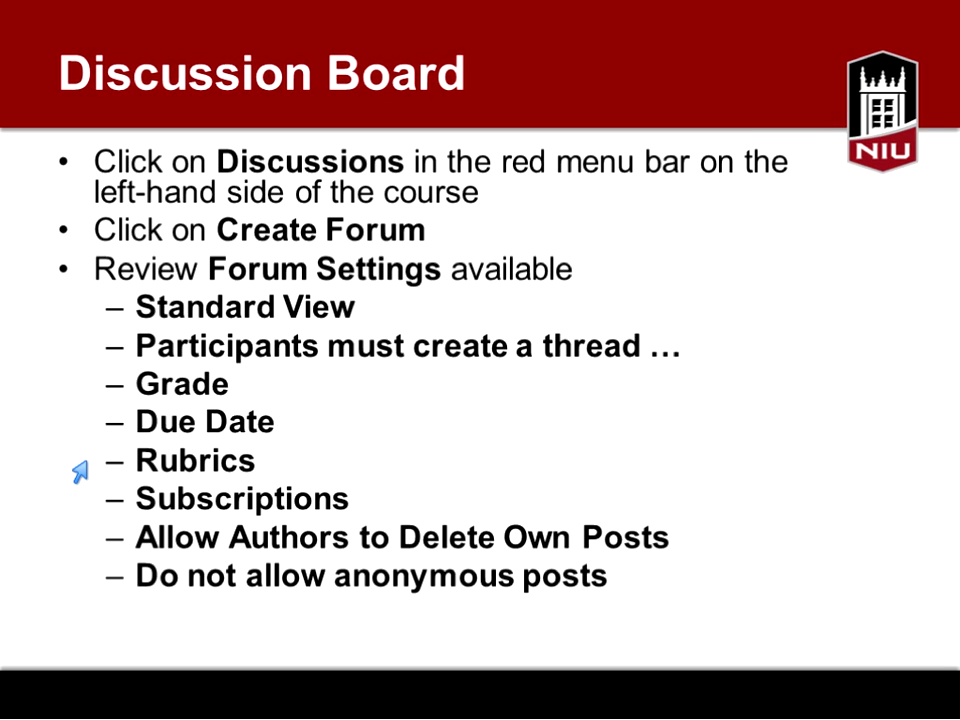 Discussion Board
NIU
• Click on Discussions in the red menu bar on the
left-hand side of the course
• Click on Create Forum
• Review Forum Settings available
– Standard View
– Participants must create a thread …
– Grade
– Due Date
– Rubrics
– Subscriptions
– Allow Authors to Delete Own Posts
– Do not allow anonymous posts